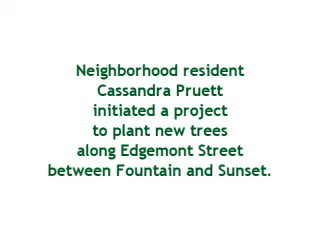 Neighborhood resident
Cassandra Pruett
initiated a project
to plant new trees
along Edgemont Street
between Fountain and Sunset.